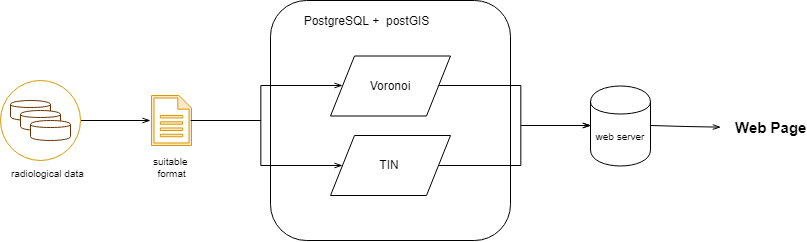 PostgreSQL + postGIS
Voronoi
TIN
radiological data
suitable
format
web server
Web Page